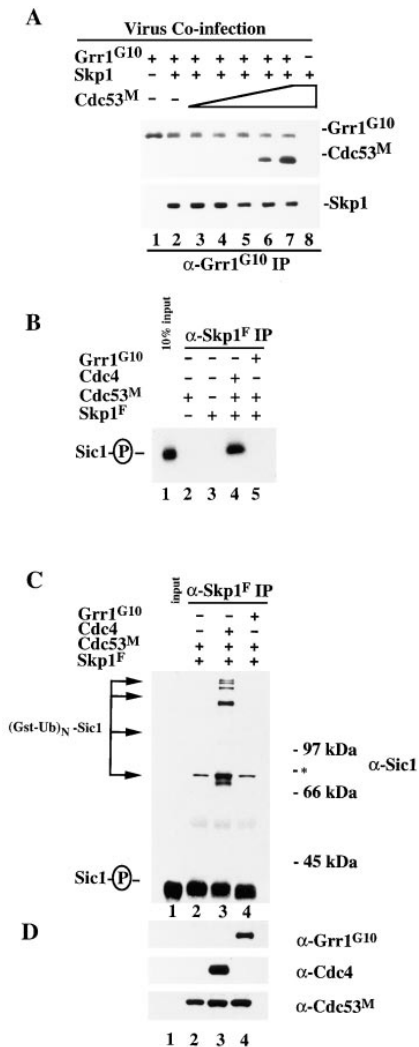 A
Virus Co-infection
Grr1G10 + + + + + + + –
Skp1 – + + + + + + +
Cdc53M – –
-Grr1G10
-Cdc53M
-Skp1
1 2 3 4 5 6 7 8
α-Grr1G10 IP
B
10% input
α-Skp1F IP
Grr1G10 – – – +
Cdc4 – – + –
Cdc53M + – + +
Skp1F – + + +
Sic1-P-
1 2 3 4 5
C
input
α-Skp1F IP
Grr1G10 – – +
Cdc4 – + –
Cdc53M + + +
Skp1F + + +
(Gst-Ub)N -Sic1
- 97 kDa
-*
α-Sic1
- 66 kDa
- 45 kDa
Sic1-P-
1 2 3 4
D
α-Grr1G10
α-Cdc4
α-Cdc53M
1 2 3 4